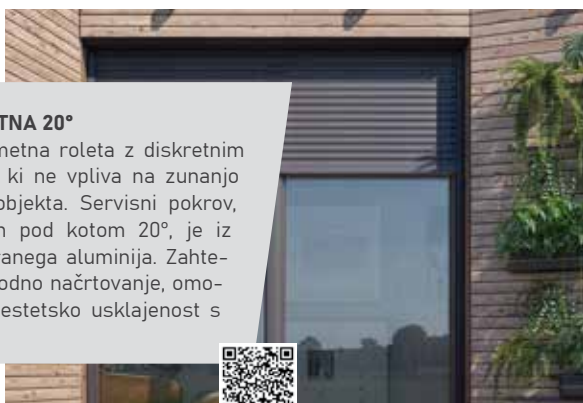 TNA 20°
metna roleta z diskretnim
ki ne vpliva na zunanjo
objekta. Servisni pokrov,
pod kotom 20°, je iz
anega aluminija. Zahte-
odno načrtovanje, omo-
estetsko usklajenost s